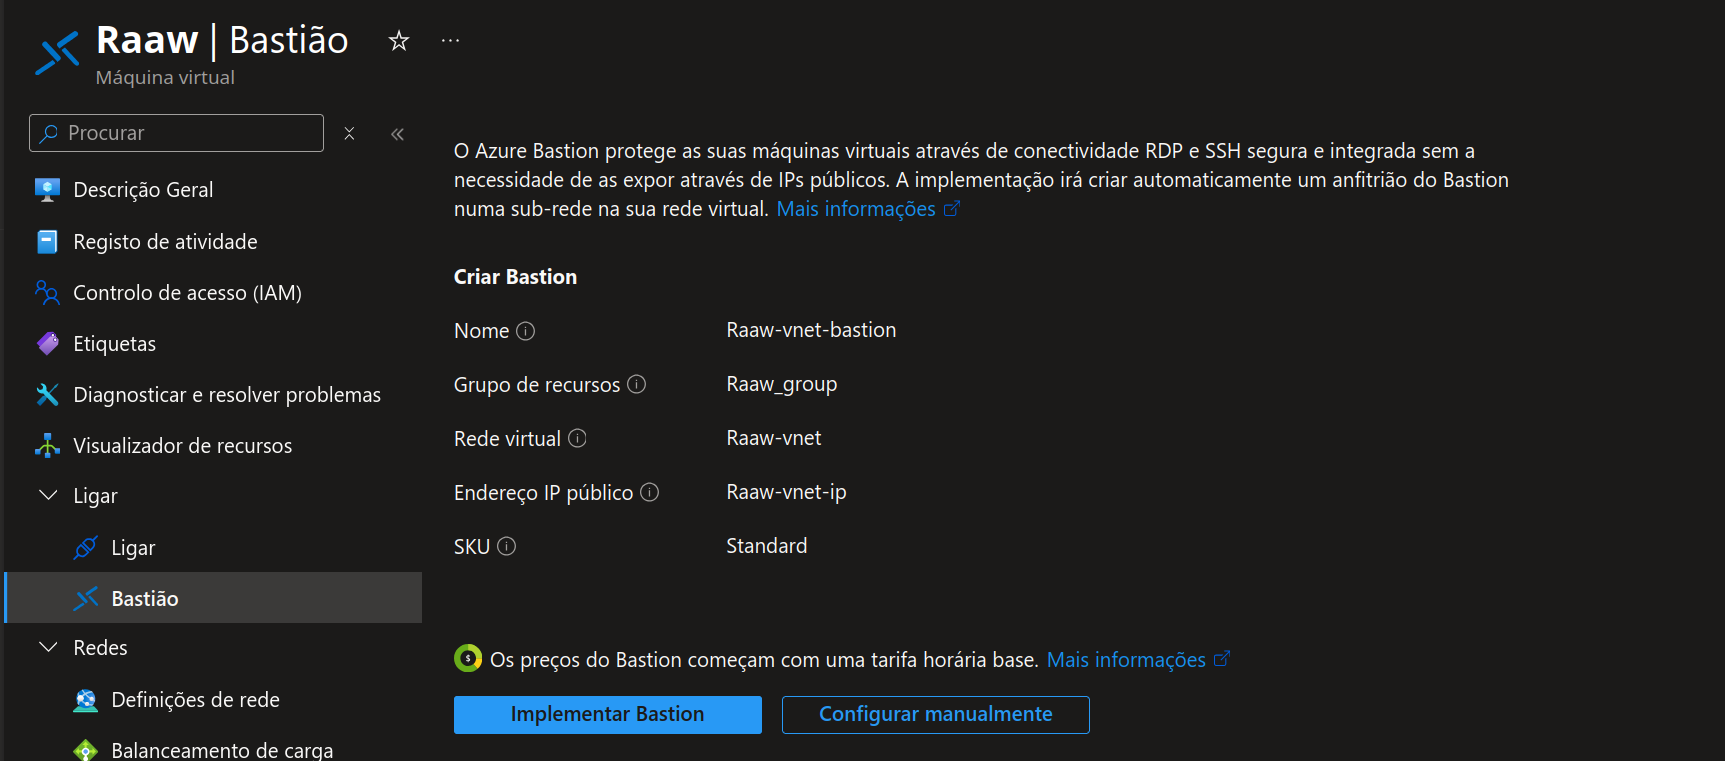 Raaw | Bastião
Máquina virtual
Procurar
Descrição Geral
Registo de atividade
Controlo de acesso (IAM)
Etiquetas
Diagnosticar e resolver problemas
Visualizador de recursos
Ligar
Ligar
Bastião
Redes
Definições de rede
Balanceamento de carga
O Azure Bastion protege as suas máquinas virtuais através de conectividade RDP e SSH segura e integrada sem a
necessidade de as expor através de IPs públicos. A implementação irá criar automaticamente um anfitrião do Bastion
numa sub-rede na sua rede virtual. Mais informações
Criar Bastion
Nome Raaw-vnet-bastion
Grupo de recursos Raaw_group
Rede virtual Raaw-vnet
Endereço IP público Raaw-vnet-ip
SKU Standard
Os preços do Bastion começam com uma tarifa horária base. Mais informações
Implementar Bastion Configurar manualmente